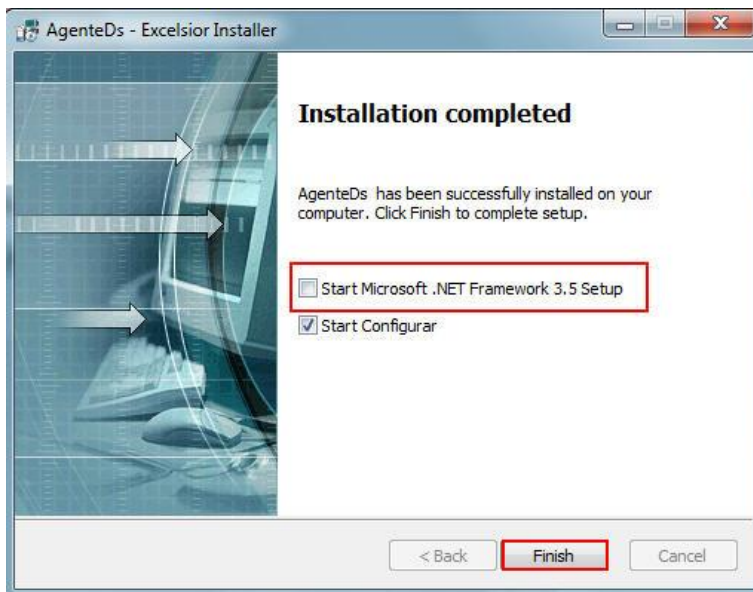 AgenteDs - Excelsior Installer
Installation completed
AgenteDs has been successfully installed on your
computer. Click Finish to complete setup.
Start Microsoft .NET Framework 3.5 Setup
Start Configurar
< Back
Finish
Cancel